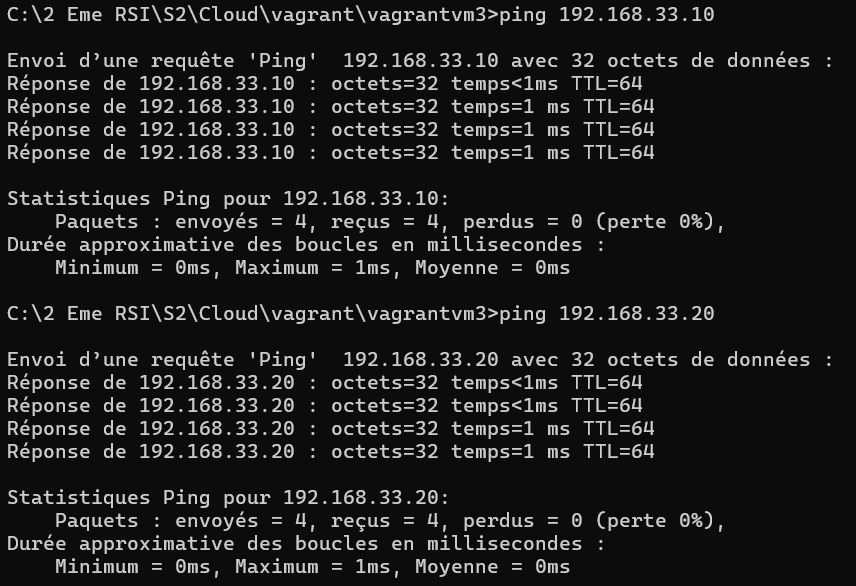 C:\2 Eme RSI\S2\Cloud\vagrant\vagrantvm3>ping 192.168.33.10
Envoi d’une requête 'Ping'  192.168.33.10 avec 32 octets de données :
Réponse de 192.168.33.10 : octets=32 temps<1ms TTL=64
Réponse de 192.168.33.10 : octets=32 temps=1 ms TTL=64
Réponse de 192.168.33.10 : octets=32 temps=1 ms TTL=64
Réponse de 192.168.33.10 : octets=32 temps=1 ms TTL=64
Statistiques Ping pour 192.168.33.10:
    Paquets : envoyés = 4, reçus = 4, perdus = 0 (perte 0%),
Durée approximative des boucles en millisecondes :
    Minimum = 0ms, Maximum = 1ms, Moyenne = 0ms
C:\2 Eme RSI\S2\Cloud\vagrant\vagrantvm3>ping 192.168.33.20
Envoi d’une requête 'Ping'  192.168.33.20 avec 32 octets de données :
Réponse de 192.168.33.20 : octets=32 temps<1ms TTL=64
Réponse de 192.168.33.20 : octets=32 temps<1ms TTL=64
Réponse de 192.168.33.20 : octets=32 temps=1 ms TTL=64
Réponse de 192.168.33.20 : octets=32 temps=1 ms TTL=64
Statistiques Ping pour 192.168.33.20:
    Paquets : envoyés = 4, reçus = 4, perdus = 0 (perte 0%),
Durée approximative des boucles en millisecondes :
    Minimum = 0ms, Maximum = 1ms, Moyenne = 0ms